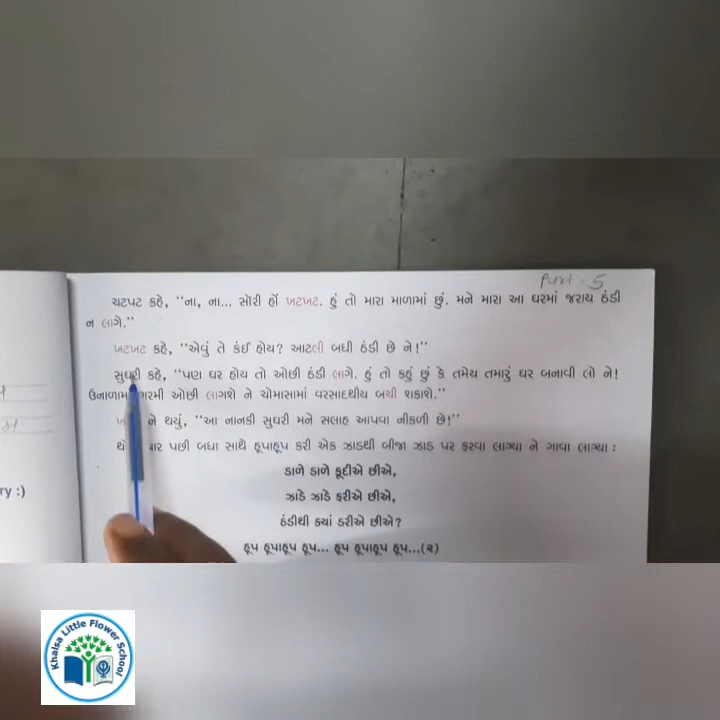 Part - 5
ચટપટ કહે, “ના, ના... સૉરી હોં ખટખટ. હું તો મારા માળામાં છું. મને મારા આ ઘરમાં જરાય ઠંડી
ન લાગે.”
ખટખટ કહે, “એવું તે કંઈ હોય? આટલી બધી ઠંડી છે ને!”
સુઘરી કહે, “પણ ઘર હોય તો ઓછી ઠંડી લાગે. હું તો કહું છું કે તમેય તમારું ઘર બનાવી લો ને!
ઉનાળામાં ગરમી ઓછી લાગશે ને ચોમાસામાં વરસાદથીય બચી શકાશે.”
ને થયું, “આ નાનકી સુઘરી મને સલાહ આપવા નીકળી છે!”
પછી બધા સાથે હૂપાહૂપ કરી એક ઝાડથી બીજા ઝાડ પર ફરવા લાગ્યા ને ગાવા લાગ્યા :
ડાળે ડાળે કૂદીએ છીએ,
ઝાડે ઝાડે ફરીએ છીએ,
ઠંડીથી ક્યાં ડરીએ છીએ?
હૂપ હૂપાહૂપ હૂપ... હૂપ હૂપાહૂપ હૂપ...(૨)
ry :)
Khalsa Little Flower School